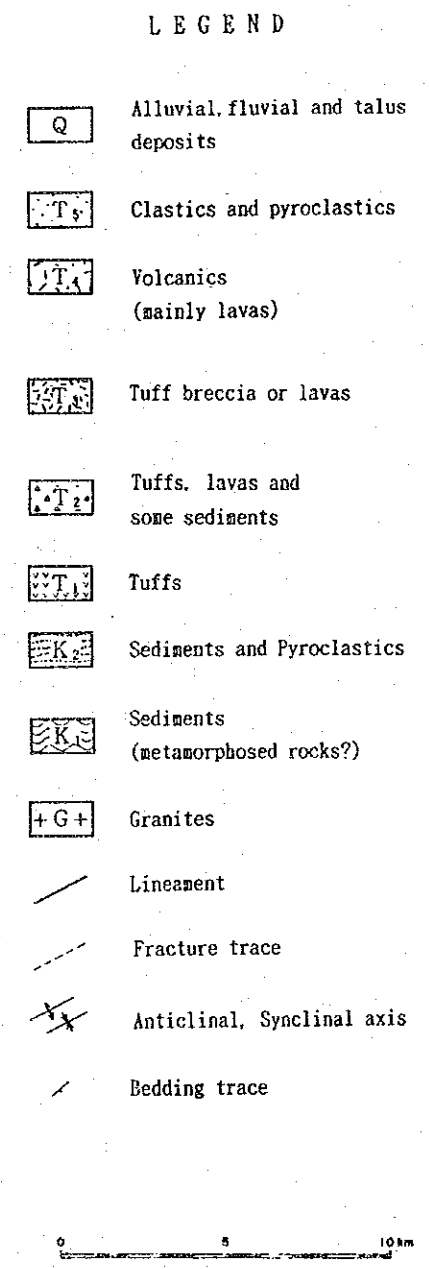 LEGEND
Q Alluvial, fluvial and talus
deposits
T5 Clastics and pyroclastics
T4 Volcanics
(mainly lavas)
T3 Tuff breccia or lavas
T2 Tuffs, lavas and
some sediments
T1 Tuffs
K2 Sediments and Pyroclastics
K1 Sediments
(metamorphosed rocks?)
+ G + Granites
Lineament
Fracture trace
Anticlinal, Synclinal axis
Bedding trace
0 5 10 km